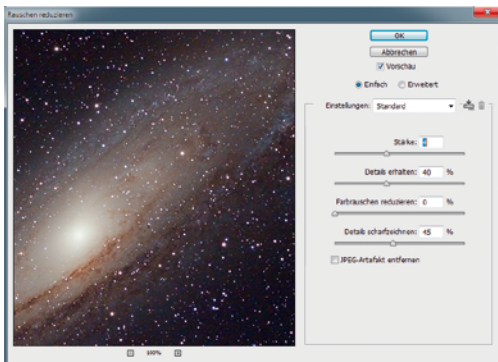 Rauschen reduzieren
OK
Abbrechen
Vorschau
Einfach
Erweitert
Einstellungen: Standard
Stärke: 4
Details erhalten: 40 %
Farbrauschen reduzieren: 0 %
Details scharfzeichnen: 45 %
JPEG-Artefakt entfernen
100%